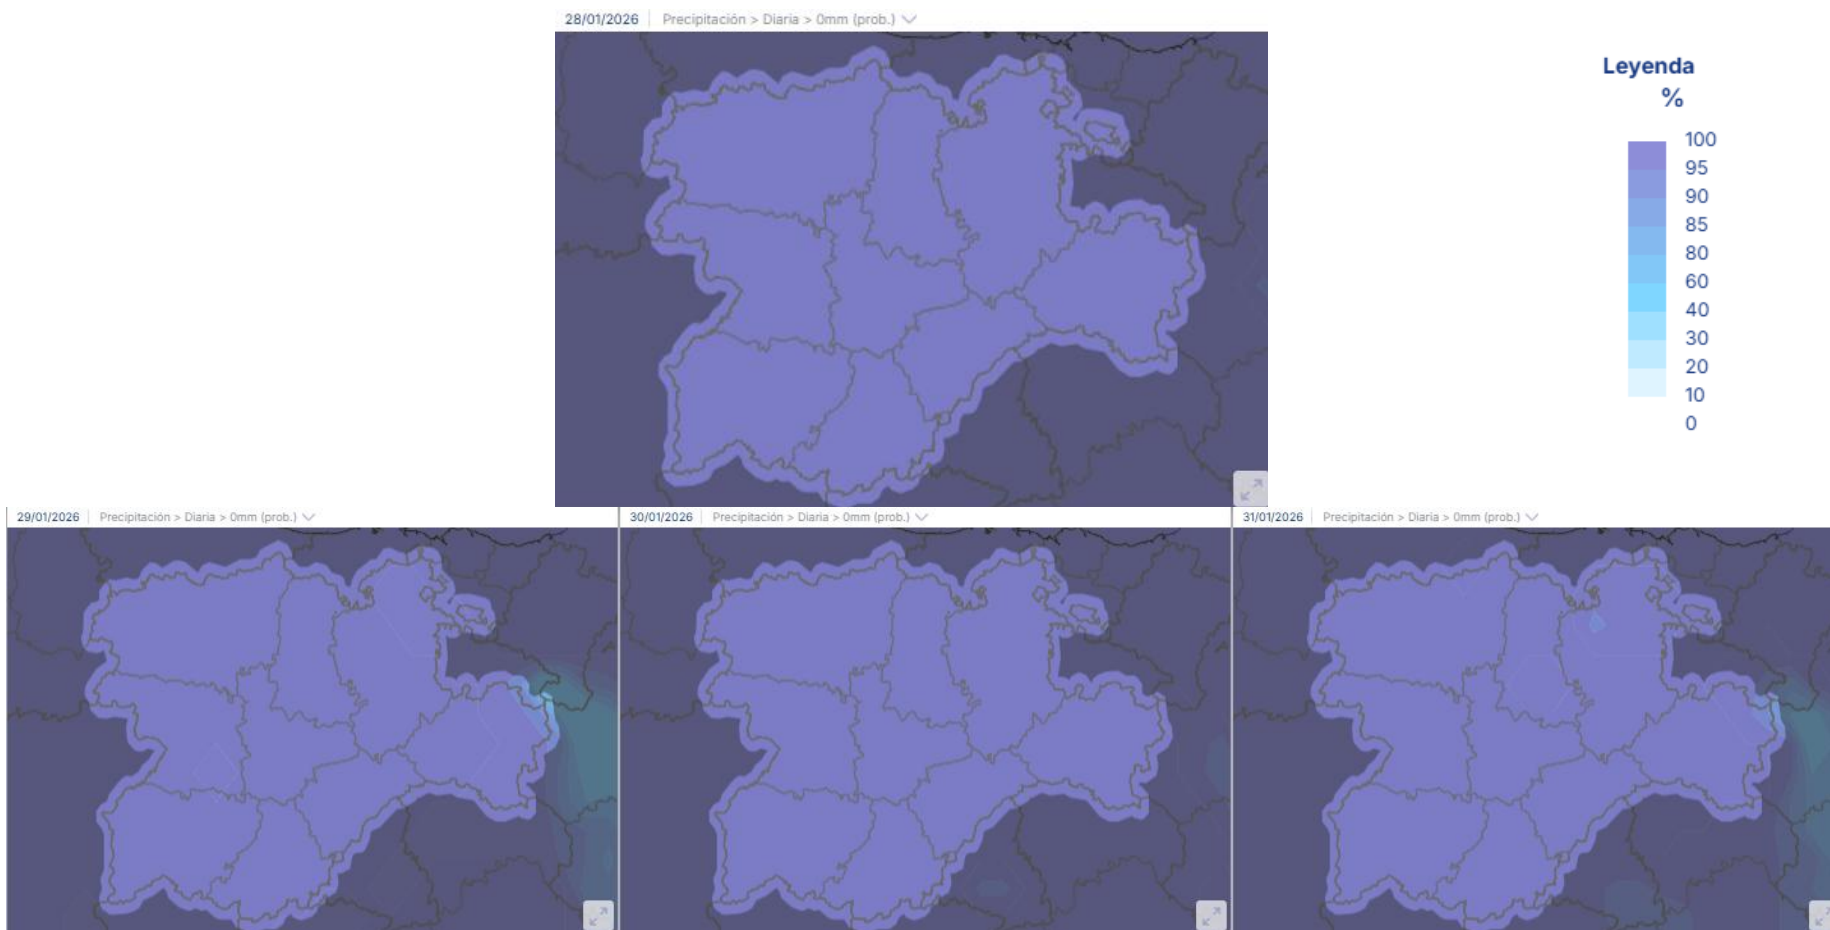 28/01/2026 Precipitación > Diaria > 0mm (prob.)
Leyenda
%
100
95
90
85
80
60
40
30
20
10
0
29/01/2026 Precipitación > Diaria > 0mm (prob.)
30/01/2026 Precipitación > Diaria > 0mm (prob.)
31/01/2026 Precipitación > Diaria > 0mm (prob.)